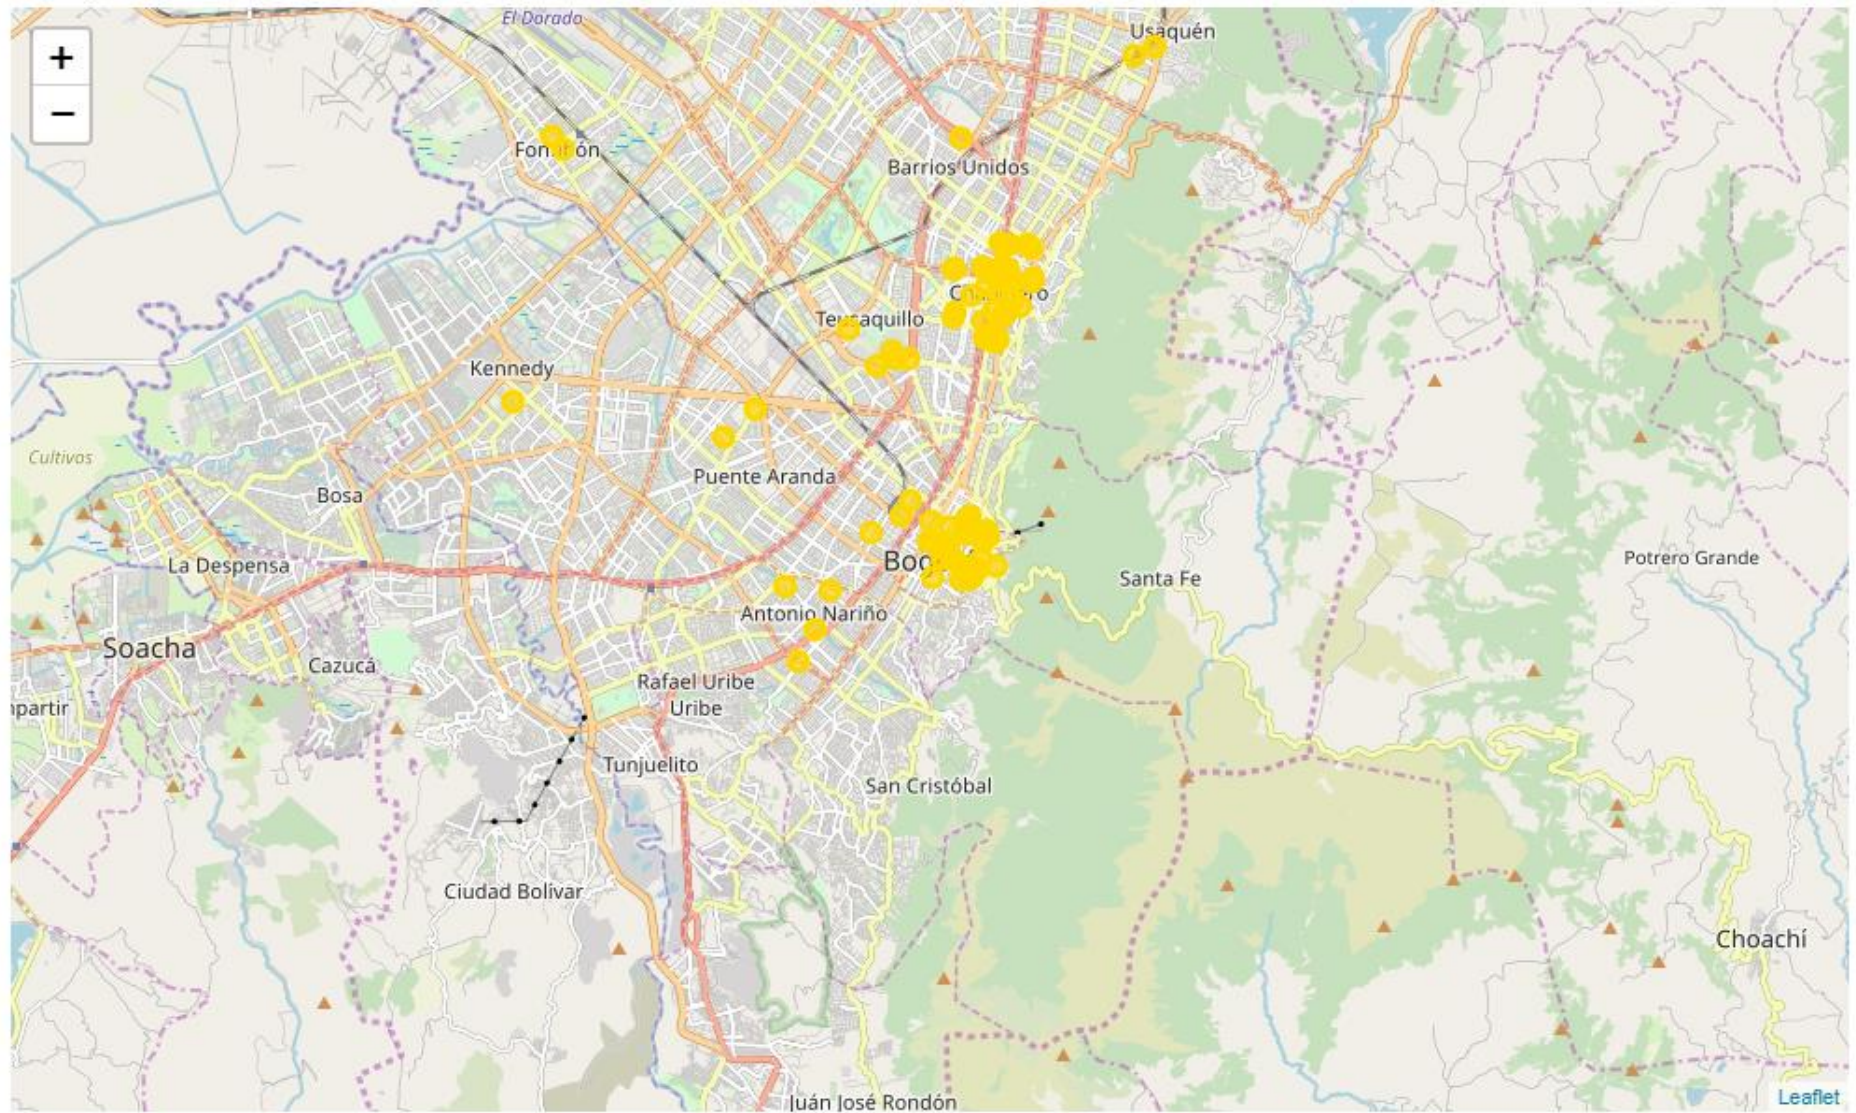 El Dorado
Usaquén
+
−
Barrios Unidos
Teusaquillo
Kennedy
Cultivos
Puente Aranda
Bosa
La Despensa
Santa Fe
Potrero Grande
Antonio Nariño
Soacha
Cazucá
Rafael Uribe
Uribe
npartir
Tunjuelito
San Cristóbal
Ciudad Bolívar
Choachí
Juán José Rondón
Leaflet